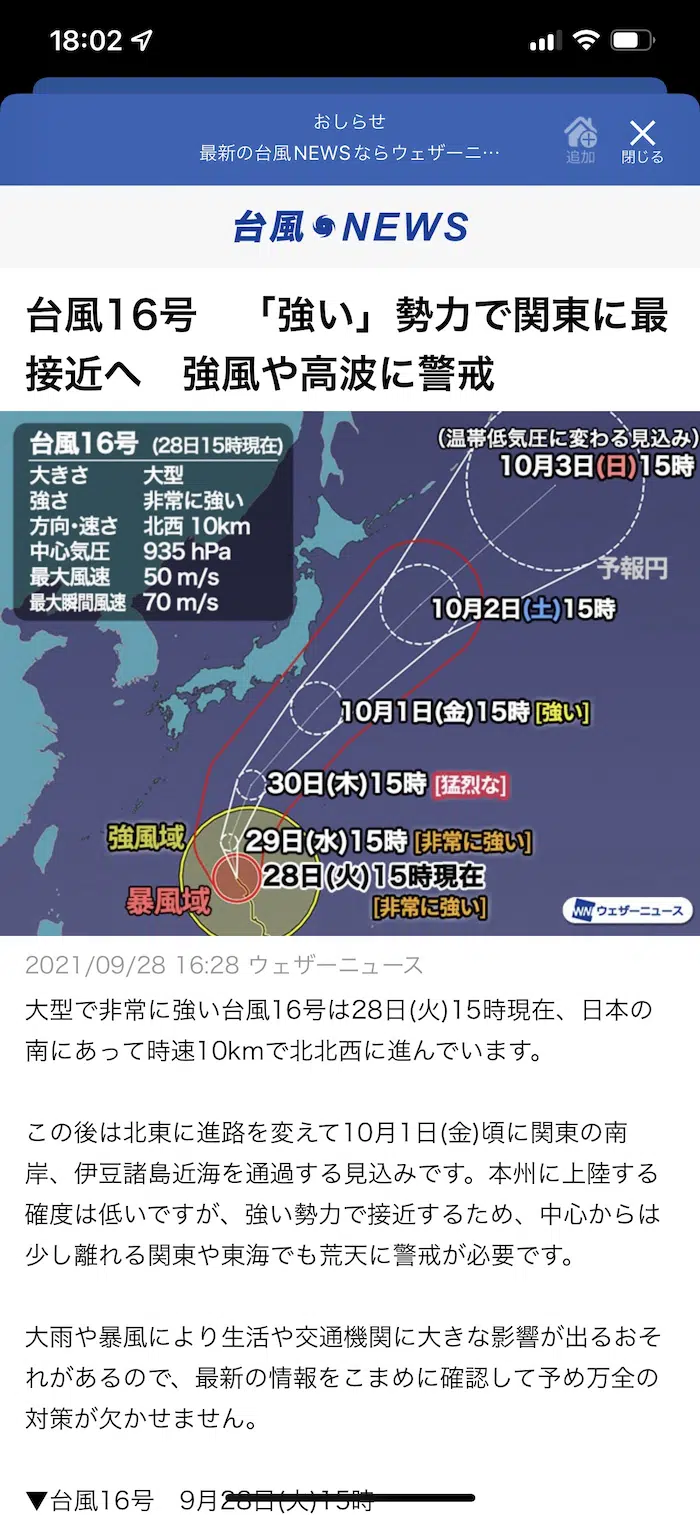 18:02
おしらせ
最新の台風NEWSならウェザーニ…
追加
閉じる
台風NEWS
台風16号　「強い」勢力で関東に最
接近へ　強風や高波に警戒
台風16号 (28日15時現在)
大きさ 大型
強さ 非常に強い
方向・速さ 北西 10km
中心気圧 935 hPa
最大風速 50 m/s
最大瞬間風速 70 m/s
(温帯低気圧に変わる見込み)
10月3日(日)15時
予報円
10月2日(土)15時
10月1日(金)15時 [強い]
30日(木)15時 [猛烈な]
強風域
29日(水)15時 [非常に強い]
28日(火)15時現在
暴風域
[非常に強い]
WNウェザーニュース
2021/09/28 16:28 ウェザーニュース
大型で非常に強い台風16号は28日(火)15時現在、日本の
南にあって時速10kmで北北西に進んでいます。
この後は北東に進路を変えて10月1日(金)頃に関東の南
岸、伊豆諸島近海を通過する見込みです。本州に上陸する
確度は低いですが、強い勢力で接近するため、中心からは
少し離れる関東や東海でも荒天に警戒が必要です。
大雨や暴風により生活や交通機関に大きな影響が出るおそ
れがあるので、最新の情報をこまめに確認して予め万全の
対策が欠かせません。
▼台風16号　9月28日(火)15時